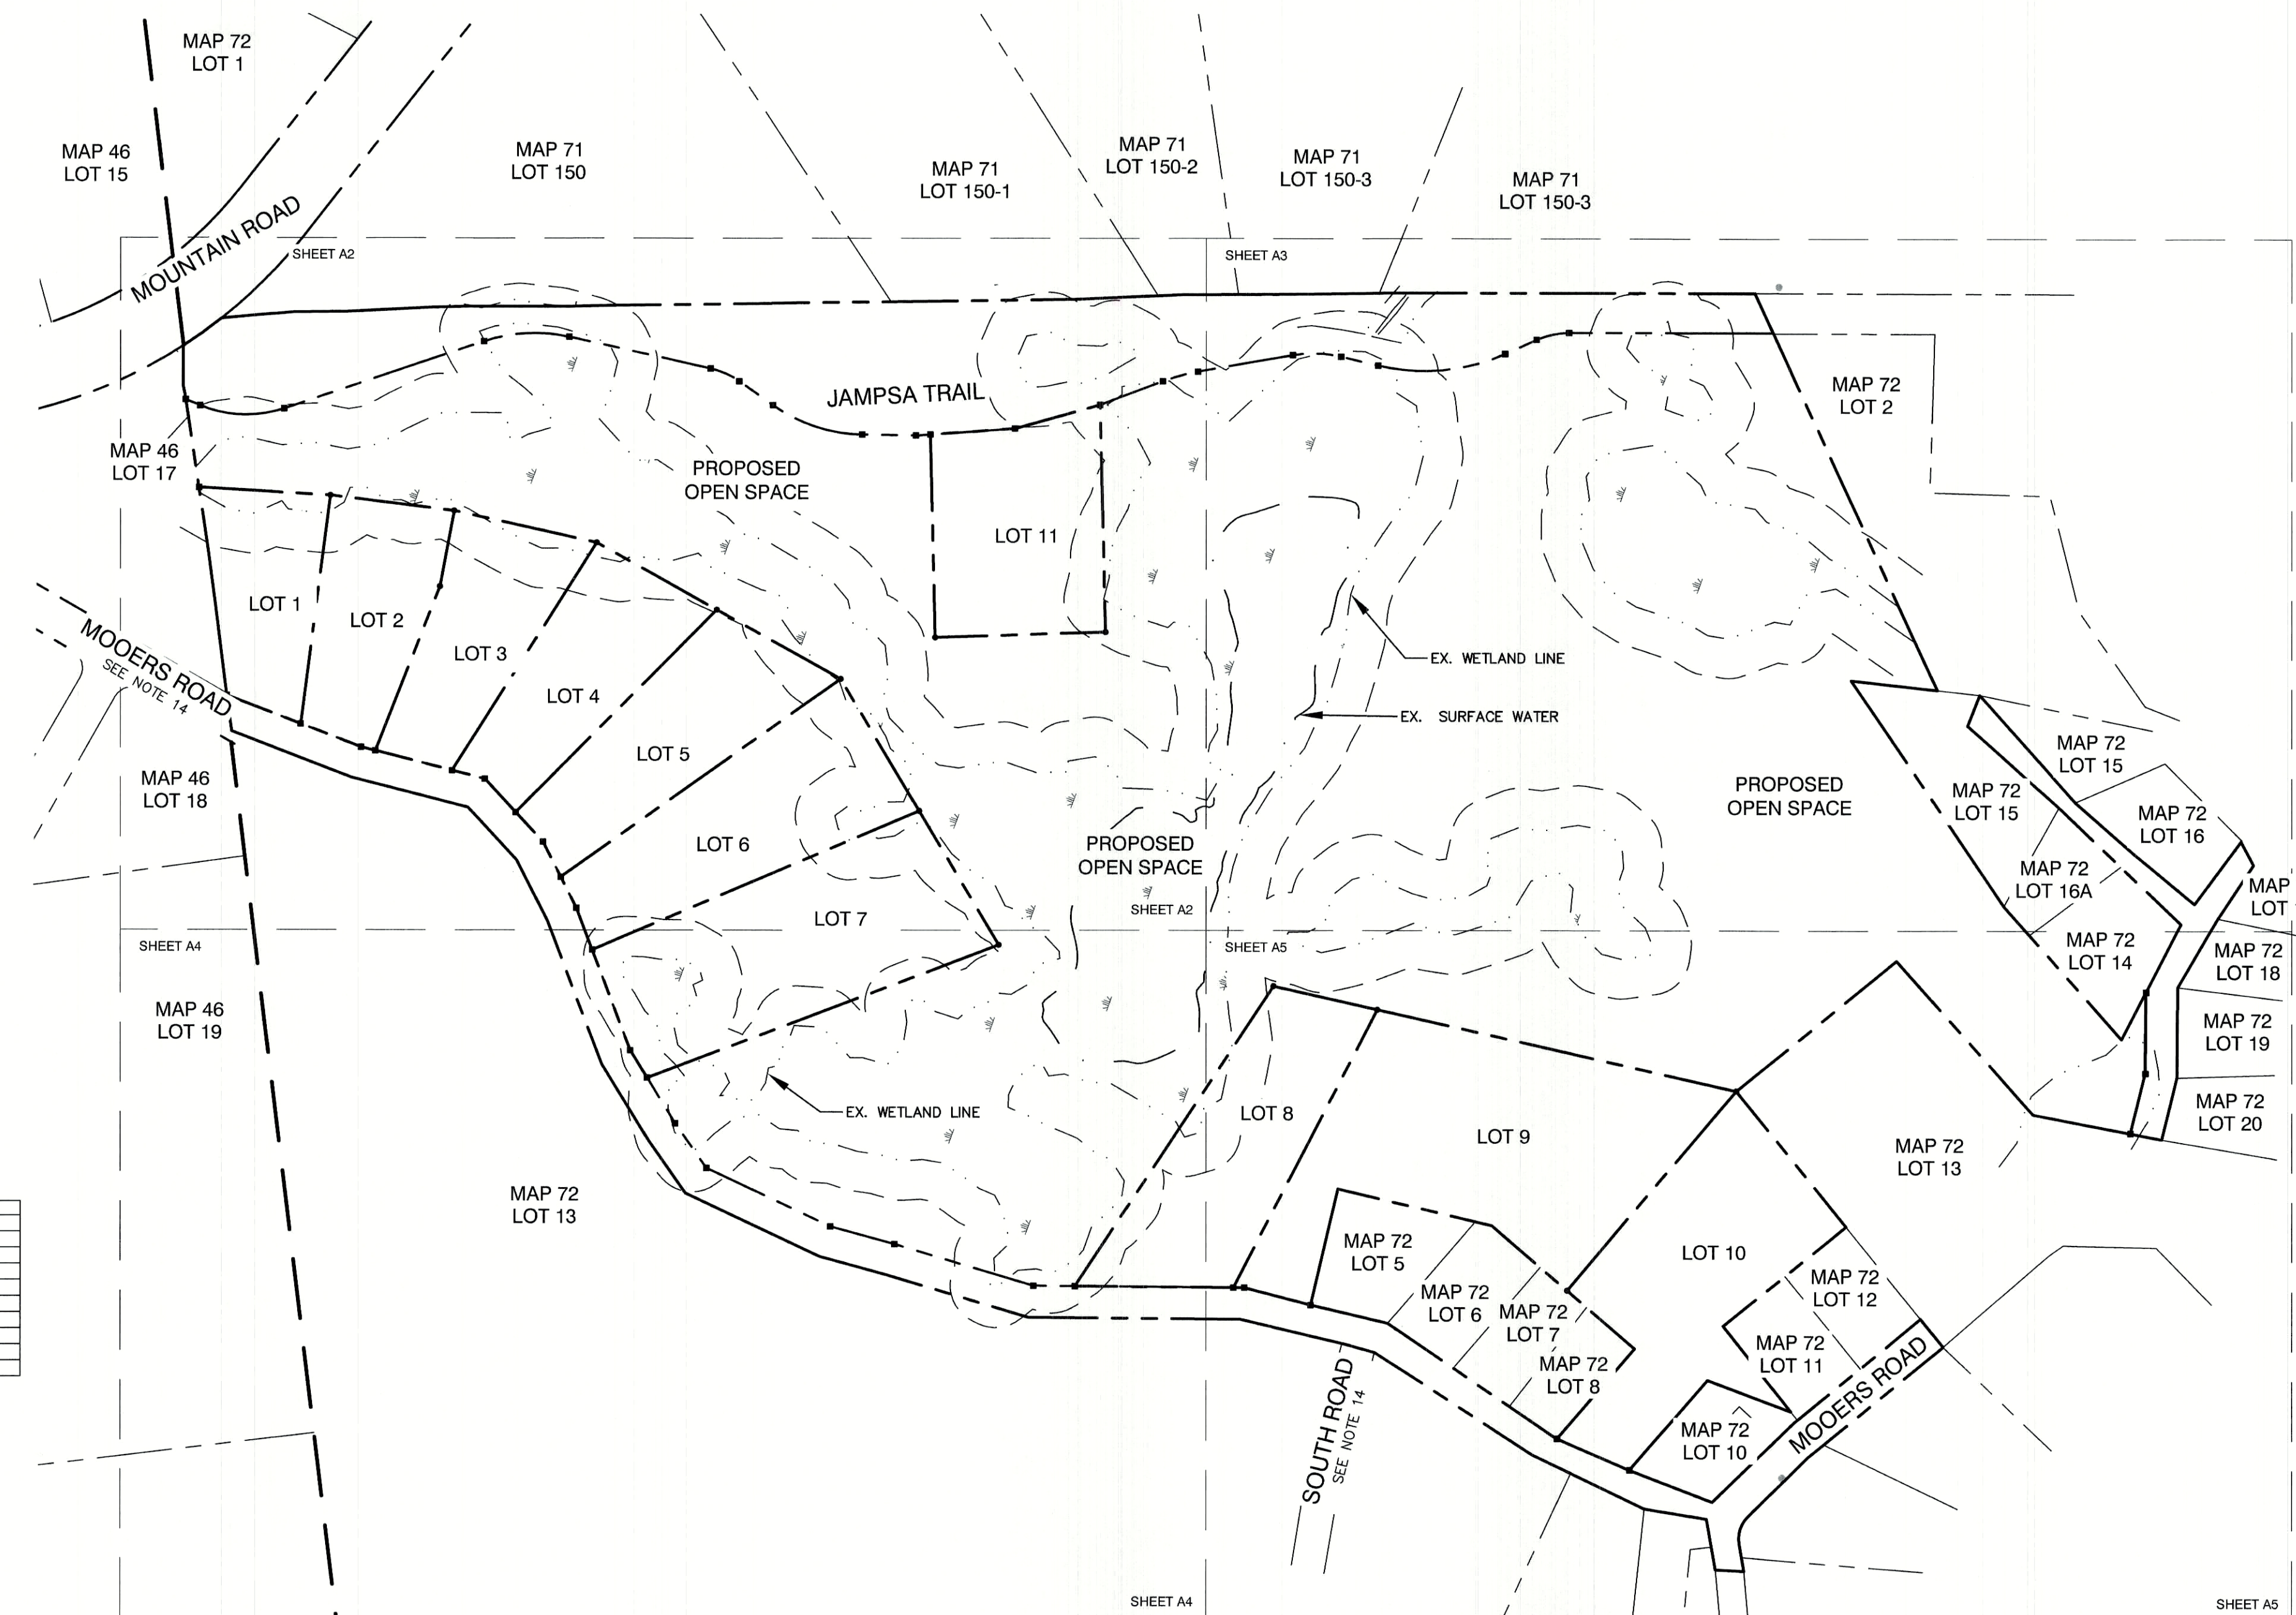 MAP 72
LOT 1
MAP 46
LOT 15
MAP 71
LOT 150
MAP 71
LOT 150-1
MAP 71
LOT 150-2
MAP 71
LOT 150-3
MAP 71
LOT 150-3
MOUNTAIN ROAD
SHEET A2
SHEET A3
JAMPSA TRAIL
MAP 72
LOT 2
MAP 46
LOT 17
PROPOSED
OPEN SPACE
LOT 11
LOT 1
LOT 2
LOT 3
LOT 4
LOT 5
LOT 6
LOT 7
MOOERS ROAD
SEE NOTE 14
EX. WETLAND LINE
EX. SURFACE WATER
MAP 46
LOT 18
PROPOSED
OPEN SPACE
PROPOSED
OPEN SPACE
MAP 72
LOT 15
MAP 72
LOT 15
MAP 72
LOT 16
MAP 72
LOT 16A
MAP
LOT
SHEET A2
SHEET A4
SHEET A5
MAP 72
LOT 14
MAP 72
LOT 18
MAP 46
LOT 19
MAP 72
LOT 19
MAP 72
LOT 20
EX. WETLAND LINE
LOT 8
LOT 9
MAP 72
LOT 13
MAP 72
LOT 13
MAP 72
LOT 5
LOT 10
MAP 72
LOT 6
MAP 72
LOT 7
MAP 72
LOT 8
MAP 72
LOT 12
MAP 72
LOT 11
MAP 72
LOT 10
MOOERS ROAD
SOUTH ROAD
SEE NOTE 14
SHEET A4
SHEET A5